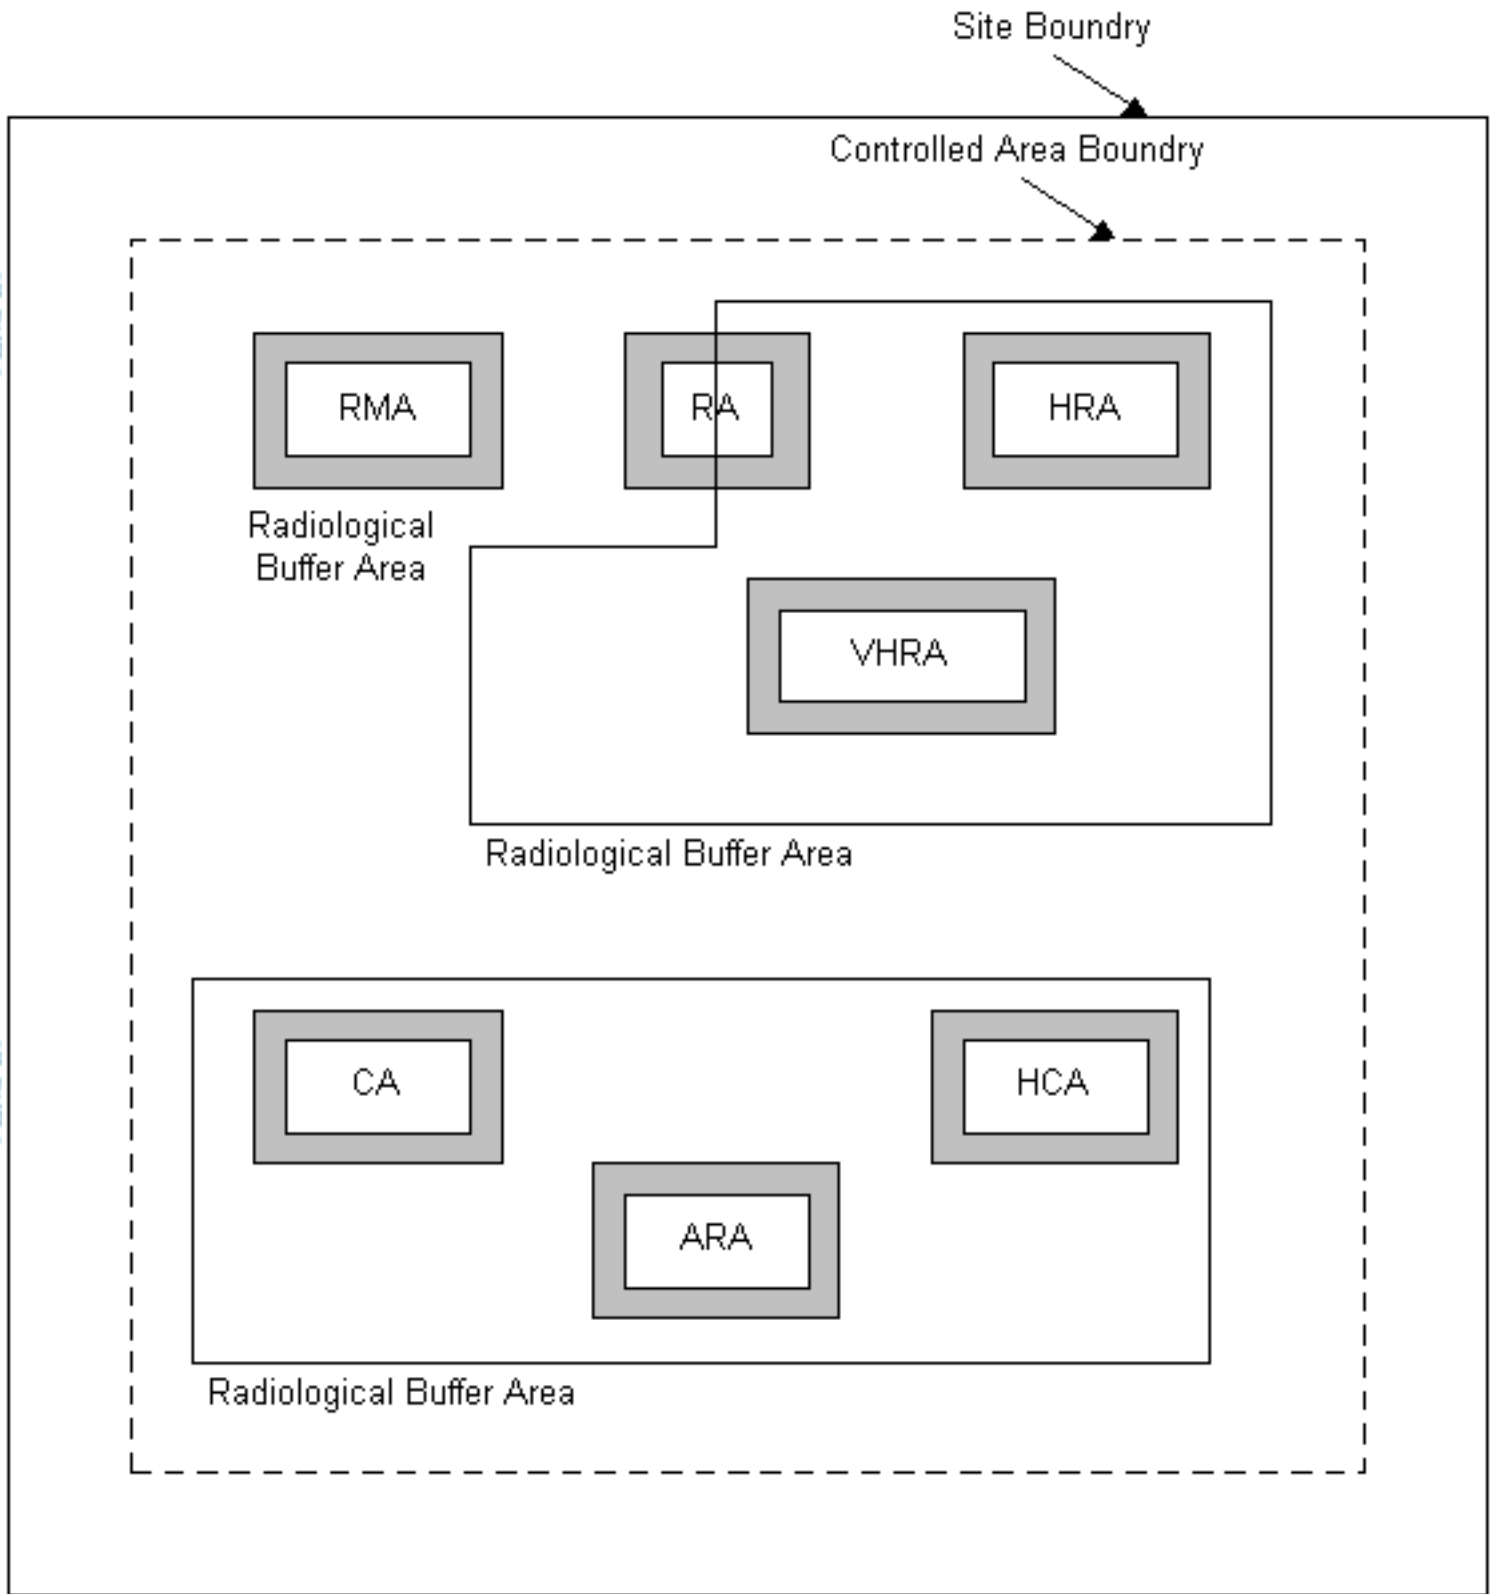 Site Boundry
Controlled Area Boundry
RMA
RA
HRA
Radiological
Buffer Area
VHRA
Radiological Buffer Area
CA
HCA
ARA
Radiological Buffer Area